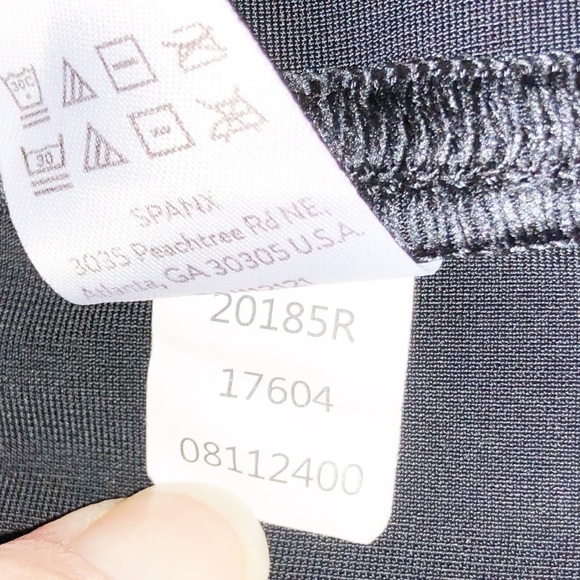 30
30
SPANX
3035 Peachtree Rd NE,
Atlanta, GA 30305 U.S.A.
20185R
17604
08112400